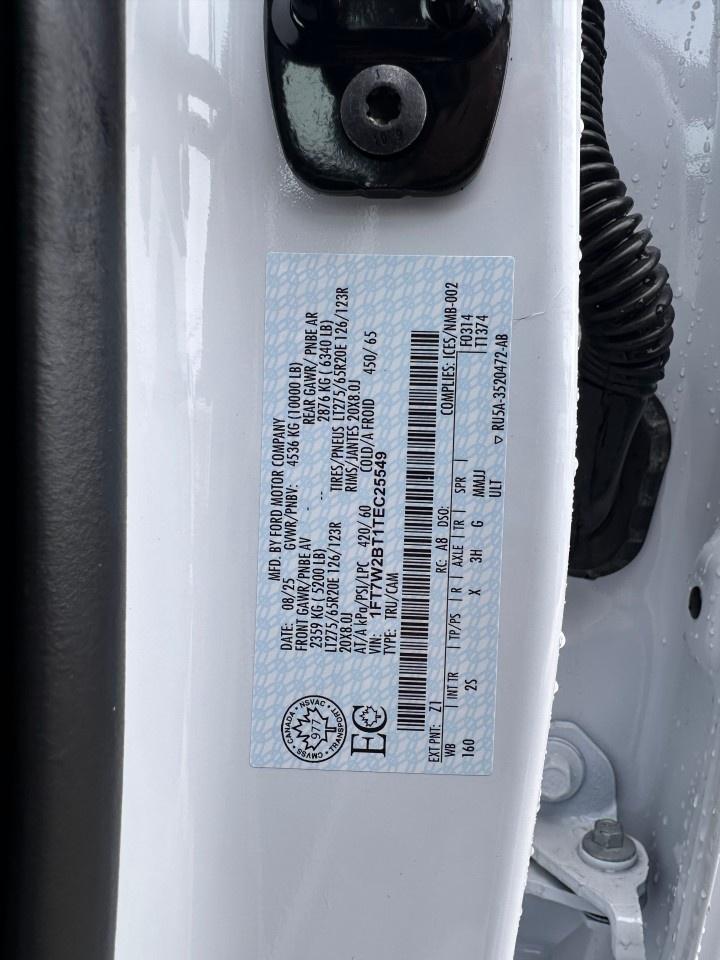 MFD. BY FORD MOTOR COMPANY
DATE: 08/25 GVWR/PNBV: 4536 KG (10000 LB)
FRONT GAWR/PNBE AV REAR GAWR/ PNBE AR
2359 KG ( 5200 LB) -- -- 2876 KG ( 6340 LB)
LT275/65R20E 126/123R TIRES/PNEUS LT275/65R20E 126/123R
20X8.0J RIMS/JANTES 20X8.0J
AT/A kPa/PSI/LPC 420/ 60 COLD/A FROID 450/ 65
VIN: 1FT7W2BT1TEC25549
TYPE: TRU/CAM
CANADA • NSVAC • TRANSPORT • CMVSS •
977
EC
EXT PNT: Z1 RC: A8 DSO: COMPLIES: ICES/NMB-002
WB INT TR TP/PS R AXLE TR SPR F0314
160 2S X 3H G MMJJ T1374
ULT ▽ RU5A-3520472-AB